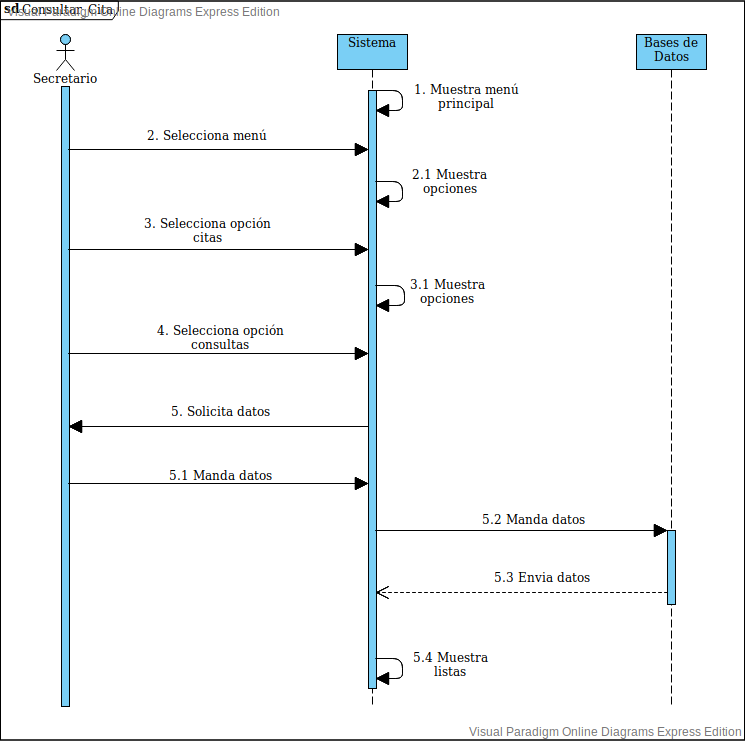 sd Consultar Cita
Visual Paradigm Online Diagrams Express Edition
Secretario
Sistema
Bases de
Datos
1. Muestra menú
principal
2. Selecciona menú
2.1 Muestra
opciones
3. Selecciona opción
citas
3.1 Muestra
opciones
4. Selecciona opción
consultas
5. Solicita datos
5.1 Manda datos
5.2 Manda datos
5.3 Envia datos
5.4 Muestra
listas
Visual Paradigm Online Diagrams Express Edition